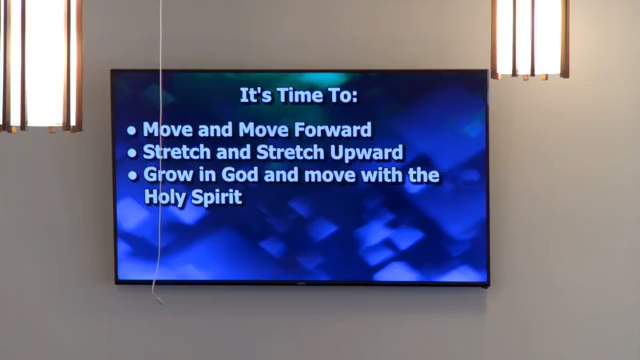 It's Time To:
● Move and Move Forward
● Stretch and Stretch Upward
● Grow in God and move with the
Holy Spirit